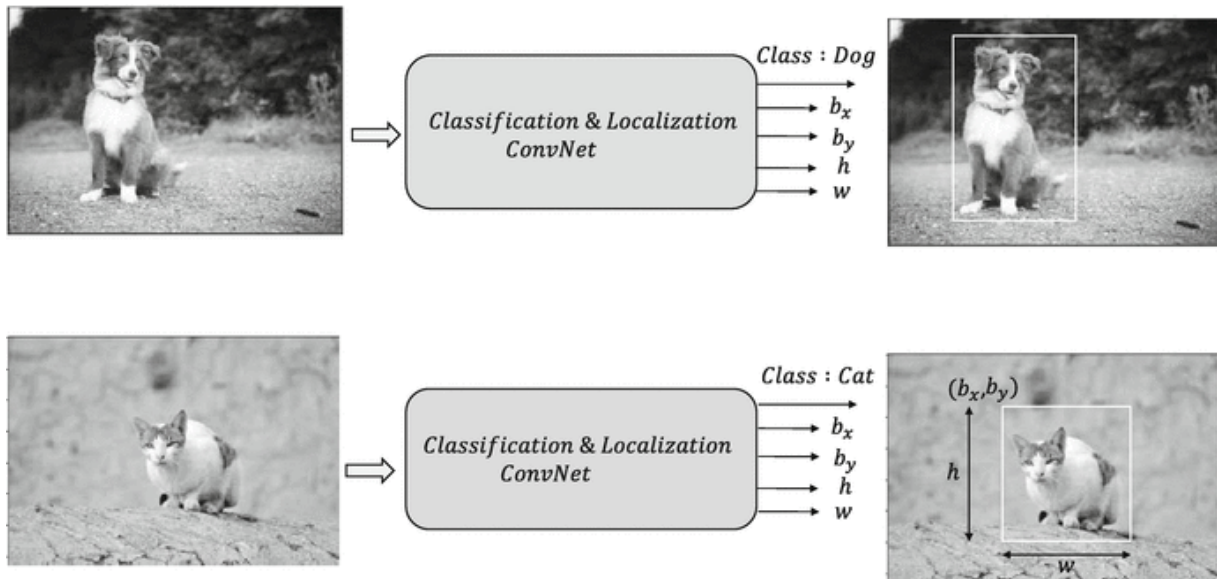 Class : Dog
Classification & Localization
ConvNet
b_x
b_y
h
w
Class : Cat
Classification & Localization
ConvNet
b_x
b_y
h
w
(b_x,b_y)
h
w